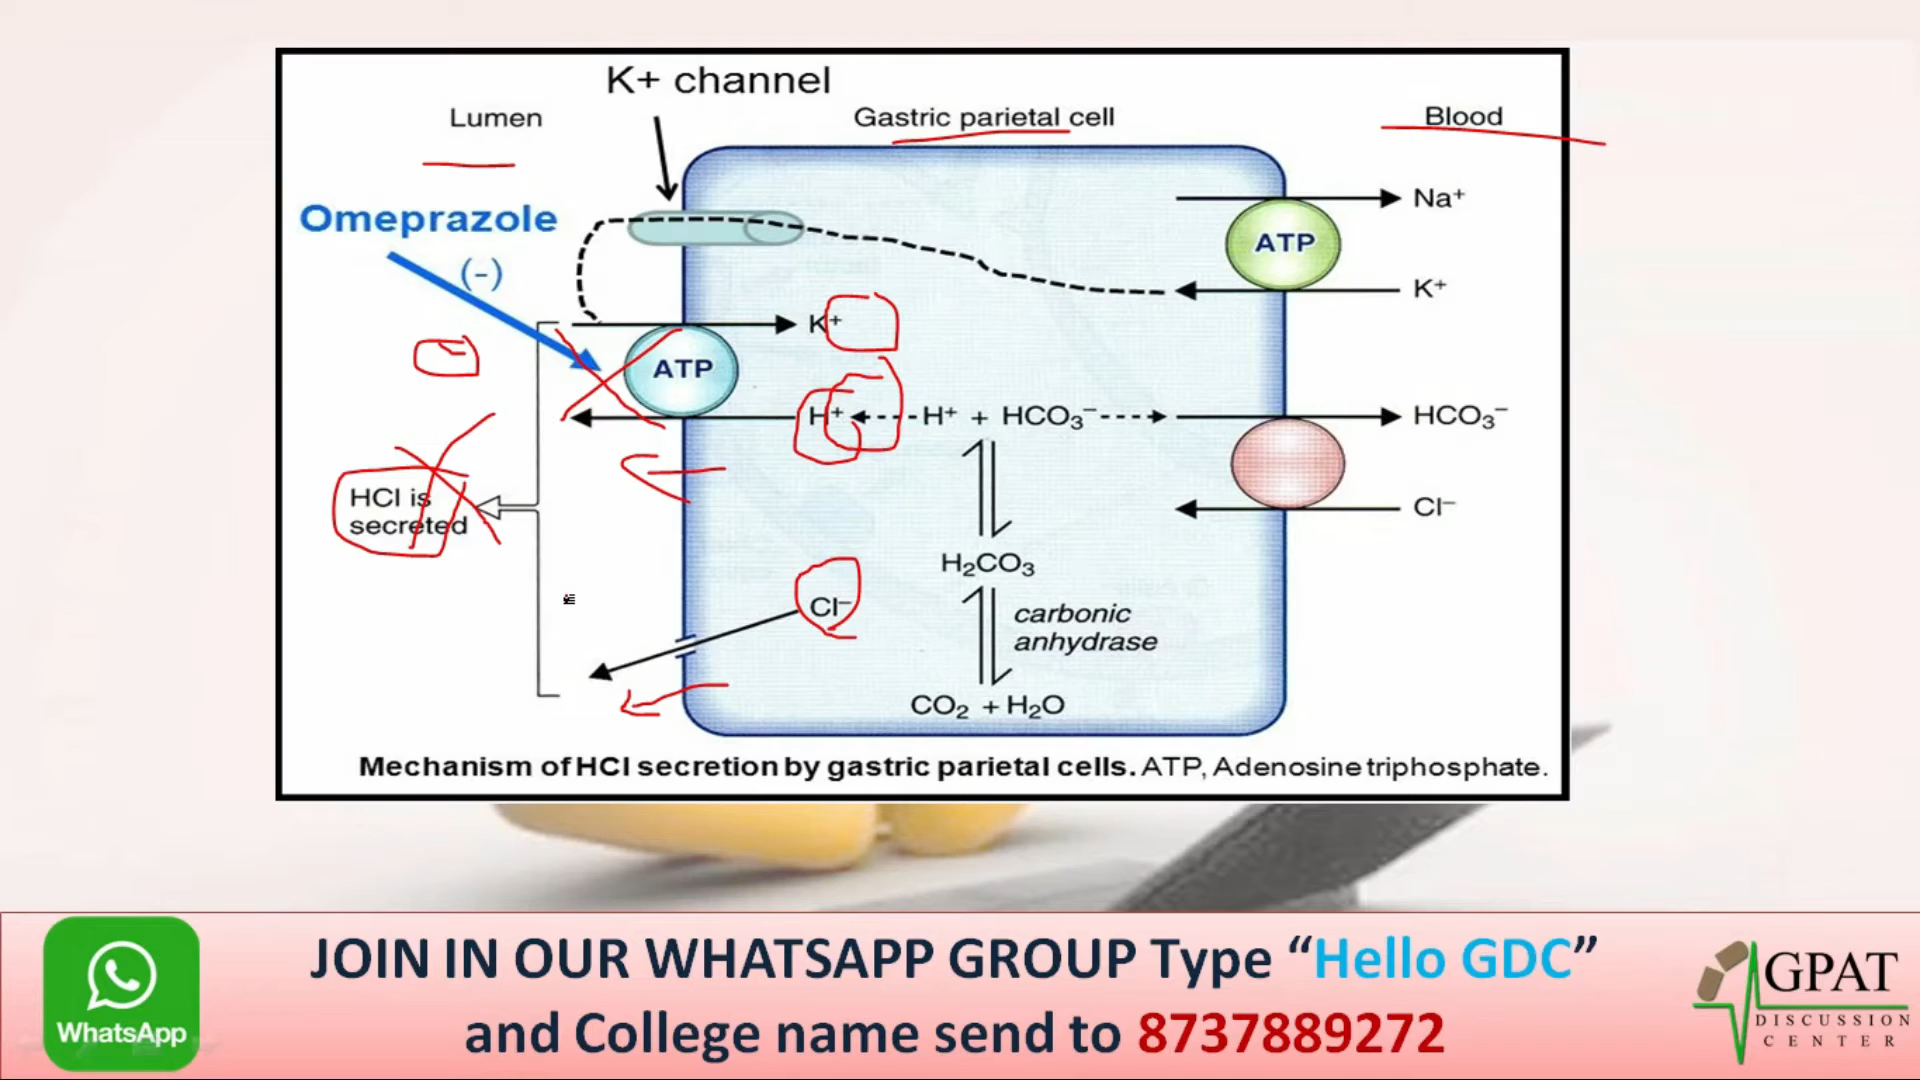 K+ channel
Lumen
Gastric parietal cell
Blood
Omeprazole
(-)
Na⁺
ATP
K⁺
K⁺
ATP
H⁺
H⁺ + HCO₃⁻
HCO₃⁻
HCl is
secreted
Cl⁻
H₂CO₃
Cl⁻
carbonic
anhydrase
CO₂ + H₂O
Mechanism of HCl secretion by gastric parietal cells. ATP, Adenosine triphosphate.
WhatsApp
JOIN IN OUR WHATSAPP GROUP Type “Hello GDC”
and College name send to 8737889272
GPAT
DISCUSSION
CENTER